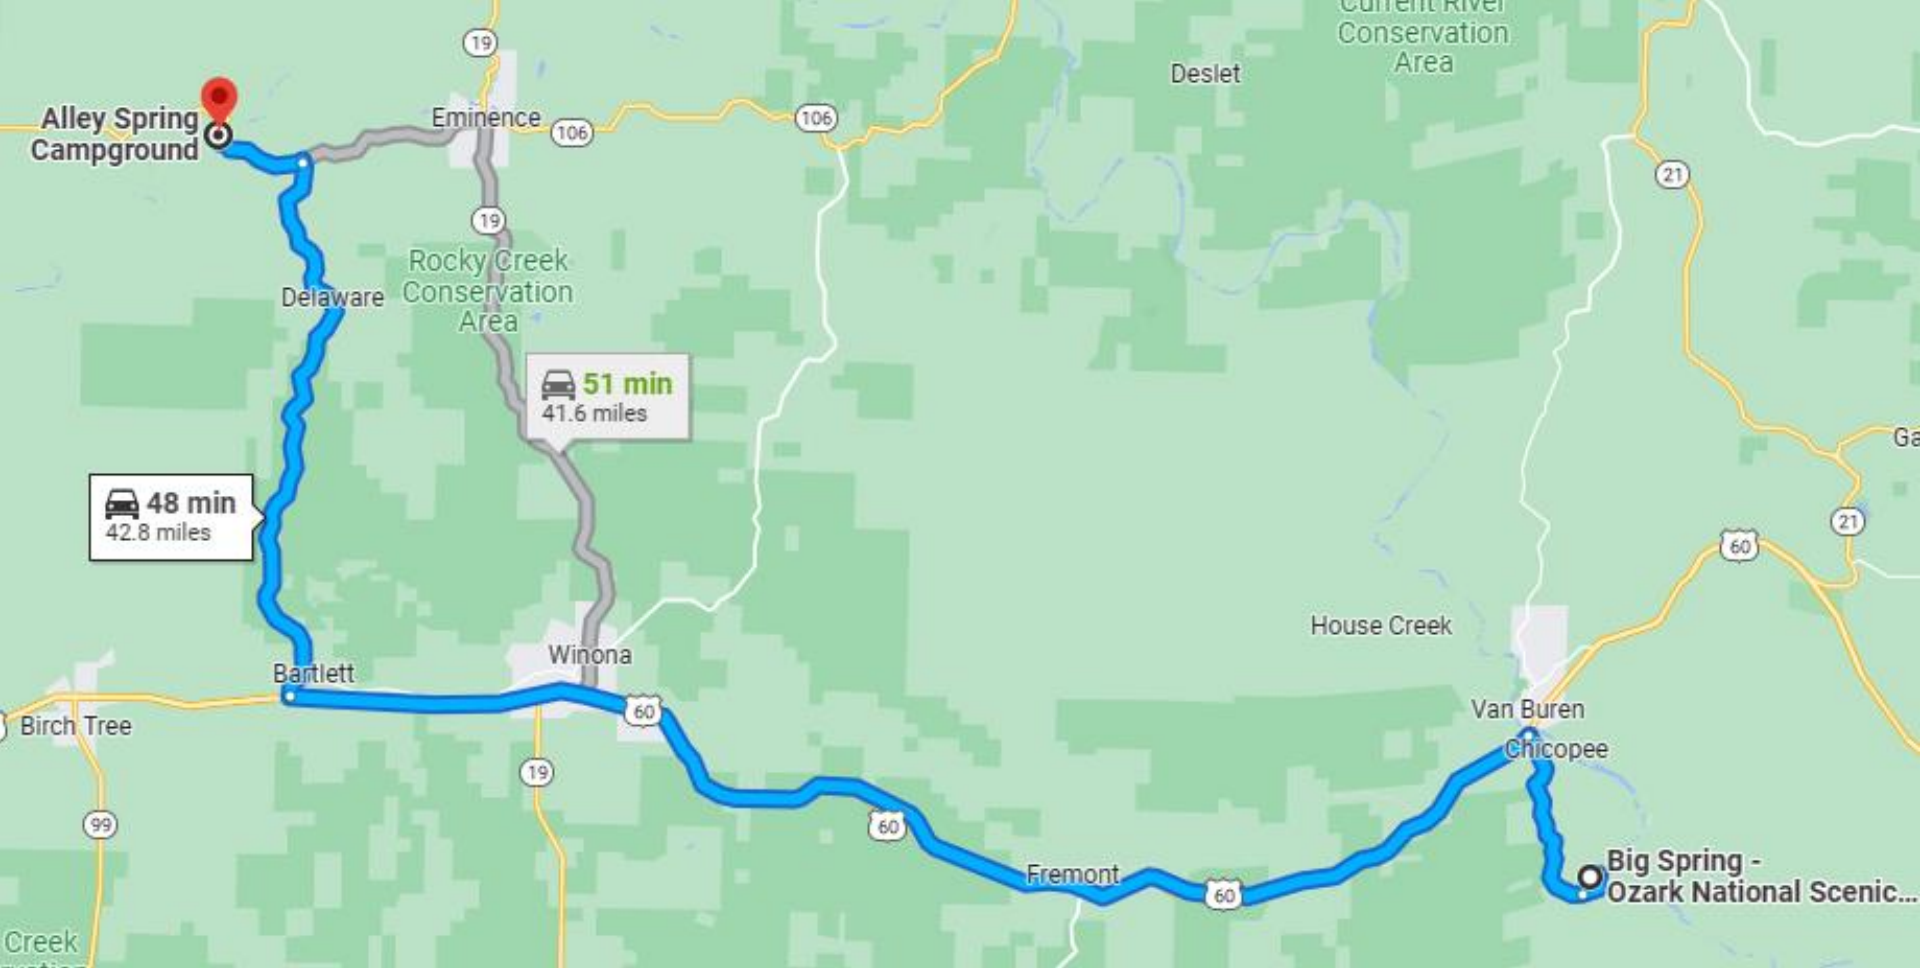 Current River
Conservation
Area
19
Deslet
Alley Spring
Campground
Eminence
106
106
21
19
Rocky Creek
Conservation
Area
Delaware
51 min
41.6 miles
48 min
42.8 miles
21
60
House Creek
Winona
Bartlett
Birch Tree
60
Van Buren
Chicopee
19
99
60
Fremont
60
Big Spring -
Ozark National Scenic...
Creek